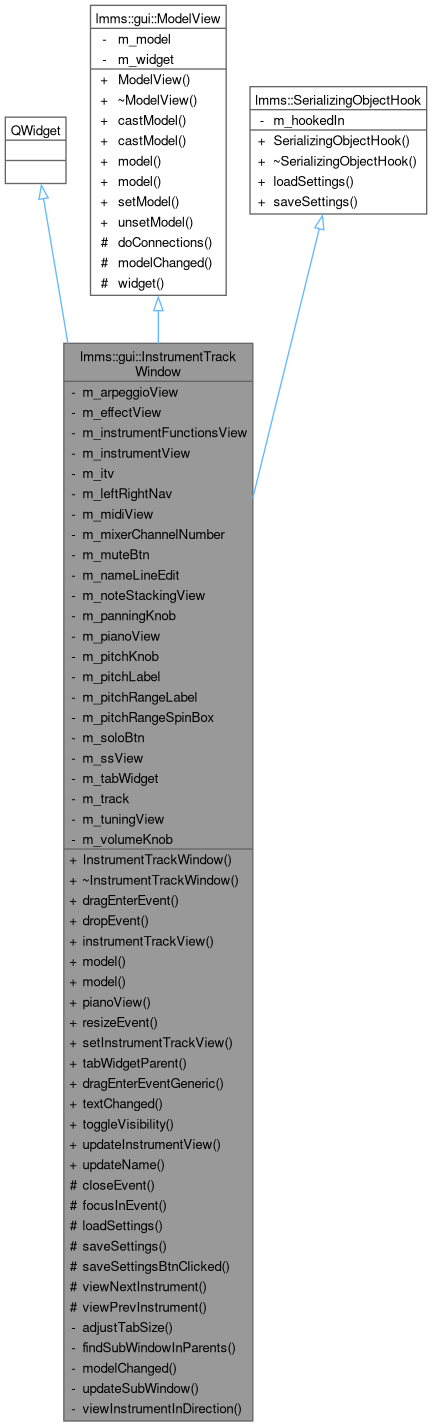 lmms::gui::ModelView
- m_model
- m_widget
+ ModelView()
+ ~ModelView()
+ castModel()
+ castModel()
+ model()
+ model()
+ setModel()
+ unsetModel()
# doConnections()
# modelChanged()
# widget()
lmms::SerializingObjectHook
- m_hookedIn
+ SerializingObjectHook()
+ ~SerializingObjectHook()
+ loadSettings()
+ saveSettings()
QWidget
lmms::gui::InstrumentTrack
Window
- m_arpeggioView
- m_effectView
- m_instrumentFunctionsView
- m_instrumentView
- m_itv
- m_leftRightNav
- m_midiView
- m_mixerChannelNumber
- m_muteBtn
- m_nameLineEdit
- m_noteStackingView
- m_panningKnob
- m_pianoView
- m_pitchKnob
- m_pitchLabel
- m_pitchRangeLabel
- m_pitchRangeSpinBox
- m_soloBtn
- m_ssView
- m_tabWidget
- m_track
- m_tuningView
- m_volumeKnob
+ InstrumentTrackWindow()
+ ~InstrumentTrackWindow()
+ dragEnterEvent()
+ dropEvent()
+ instrumentTrackView()
+ model()
+ model()
+ pianoView()
+ resizeEvent()
+ setInstrumentTrackView()
+ tabWidgetParent()
+ dragEnterEventGeneric()
+ textChanged()
+ toggleVisibility()
+ updateInstrumentView()
+ updateName()
# closeEvent()
# focusInEvent()
# loadSettings()
# saveSettings()
# saveSettingsBtnClicked()
# viewNextInstrument()
# viewPrevInstrument()
- adjustTabSize()
- findSubWindowInParents()
- modelChanged()
- updateSubWindow()
- viewInstrumentInDirection()